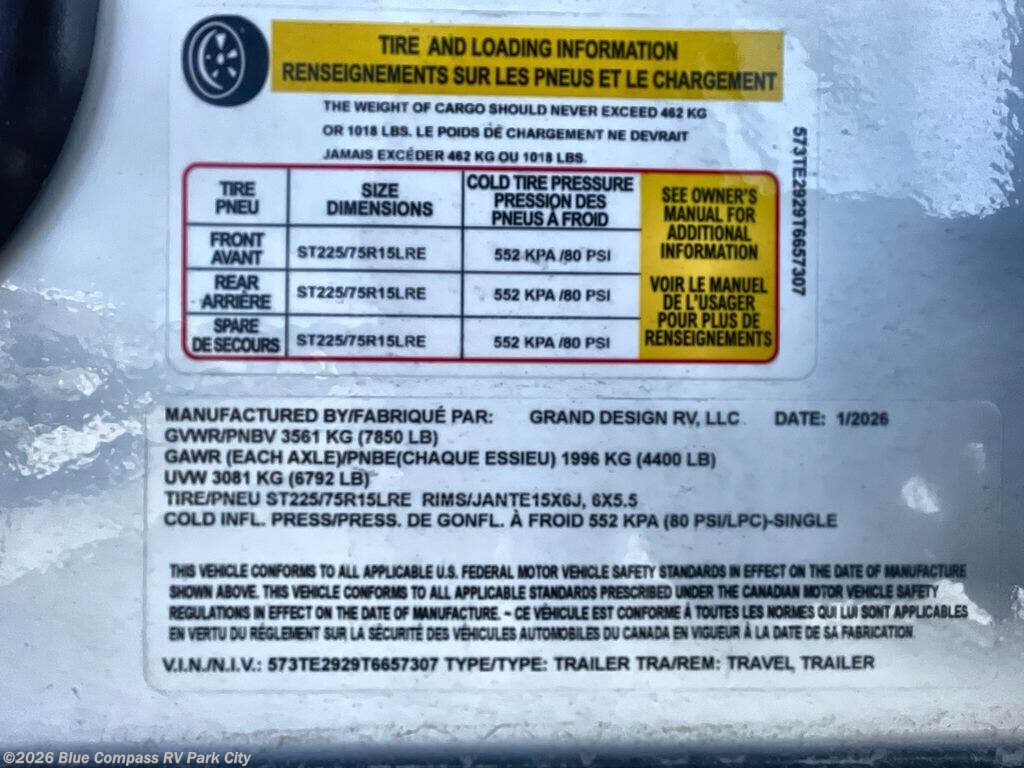 TIRE AND LOADING INFORMATION
RENSEIGNEMENTS SUR LES PNEUS ET LE CHARGEMENT
THE WEIGHT OF CARGO SHOULD NEVER EXCEED 462 KG
OR 1018 LBS. LE POIDS DE CHARGEMENT NE DEVRAIT
JAMAIS EXCÉDER 462 KG OU 1018 LBS.
TIRE
PNEU
SIZE
DIMENSIONS
COLD TIRE PRESSURE
PRESSION DES
PNEUS À FROID
FRONT
AVANT
ST225/75R15LRE
552 KPA /80 PSI
REAR
ARRIÈRE
ST225/75R15LRE
552 KPA /80 PSI
SPARE
DE SECOURS
ST225/75R15LRE
552 KPA /80 PSI
SEE OWNER'S
MANUAL FOR
ADDITIONAL
INFORMATION
VOIR LE MANUEL
DE L'USAGER
POUR PLUS DE
RENSEIGNEMENTS
573TE2929T6657307
MANUFACTURED BY/FABRIQUÉ PAR: GRAND DESIGN RV, LLC DATE: 1/2026
GVWR/PNBV 3561 KG (7850 LB)
GAWR (EACH AXLE)/PNBE(CHAQUE ESSIEU) 1996 KG (4400 LB)
UVW 3081 KG (6792 LB)
TIRE/PNEU ST225/75R15LRE RIMS/JANTE15X6J, 6X5.5
COLD INFL. PRESS/PRESS. DE GONFL. À FROID 552 KPA (80 PSI/LPC)-SINGLE
THIS VEHICLE CONFORMS TO ALL APPLICABLE U.S. FEDERAL MOTOR VEHICLE SAFETY STANDARDS IN EFFECT ON THE DATE OF MANUFACTURE
SHOWN ABOVE. THIS VEHICLE CONFORMS TO ALL APPLICABLE STANDARDS PRESCRIBED UNDER THE CANADIAN MOTOR VEHICLE SAFETY
REGULATIONS IN EFFECT ON THE DATE OF MANUFACTURE. ~ CE VÉHICULE EST CONFORME À TOUTES LES NORMES QUI LUI SONT APPLICABLES
EN VERTU DU RÉGLEMENT SUR LA SÉCURITÉ DES VÉHICULES AUTOMOBILES DU CANADA EN VIGUEUR À LA DATE DE SA FABRICATION.
V.I.N./N.I.V.: 573TE2929T6657307 TYPE/TYPE: TRAILER TRA/REM: TRAVEL TRAILER
©2026 Blue Compass RV Park City